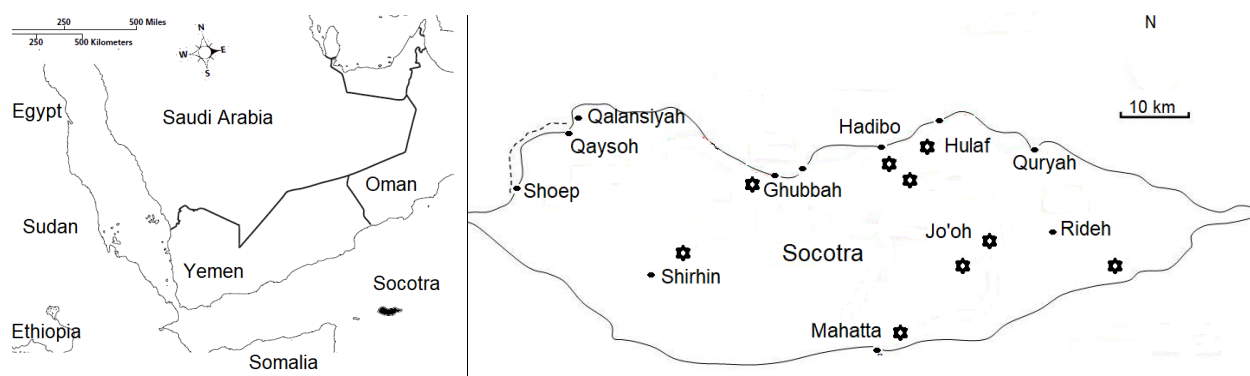 250 500 Miles
250 500 Kilometers
N
W E
S
Egypt
Saudi Arabia
Oman
Sudan
Yemen
Socotra
Ethiopia
Somalia
N
10 km
Qalansiyah
Qaysoh
Hadibo
Hulaf
Quryah
Shoep
Ghubbah
Jo'oh
Rideh
Socotra
Shirhin
Mahatta